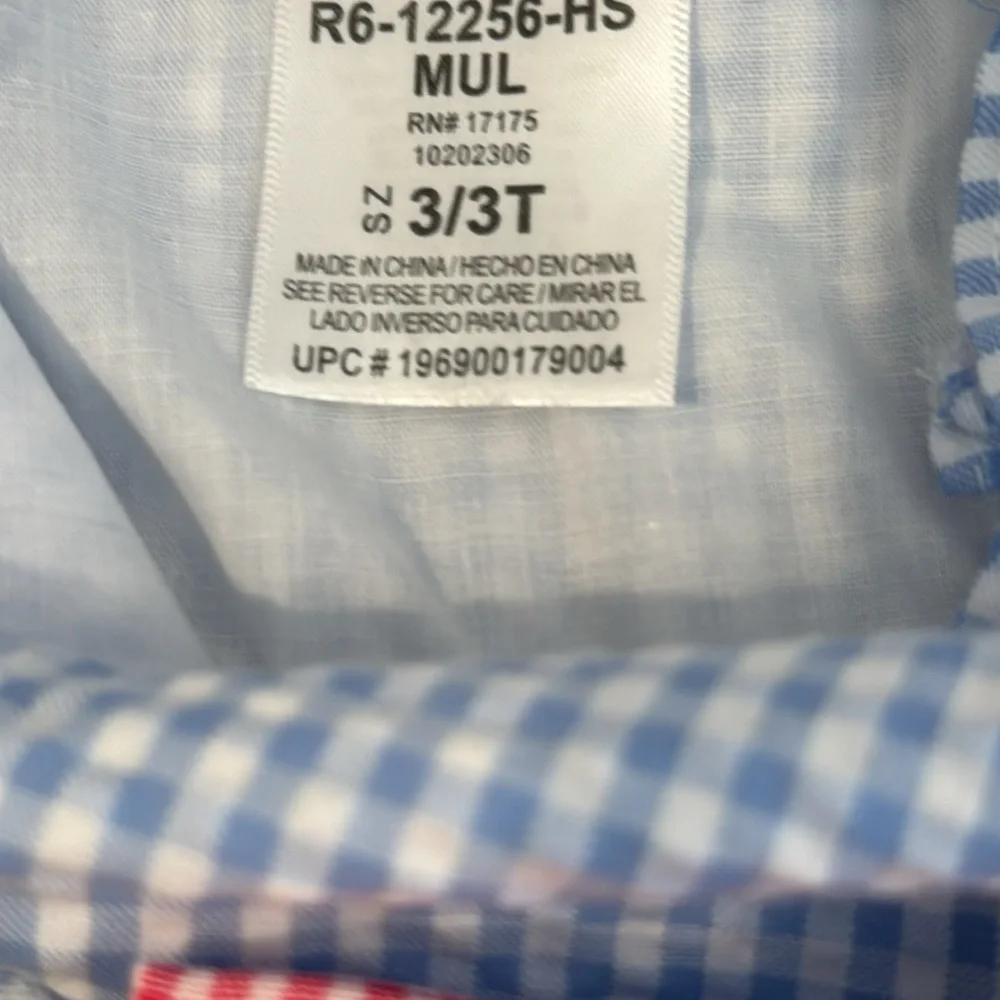 R6-12256-HS
MUL
RN# 17175
10202306
SZ 3/3T
MADE IN CHINA / HECHO EN CHINA
SEE REVERSE FOR CARE / MIRAR EL
LADO INVERSO PARA CUIDADO
UPC # 196900179004